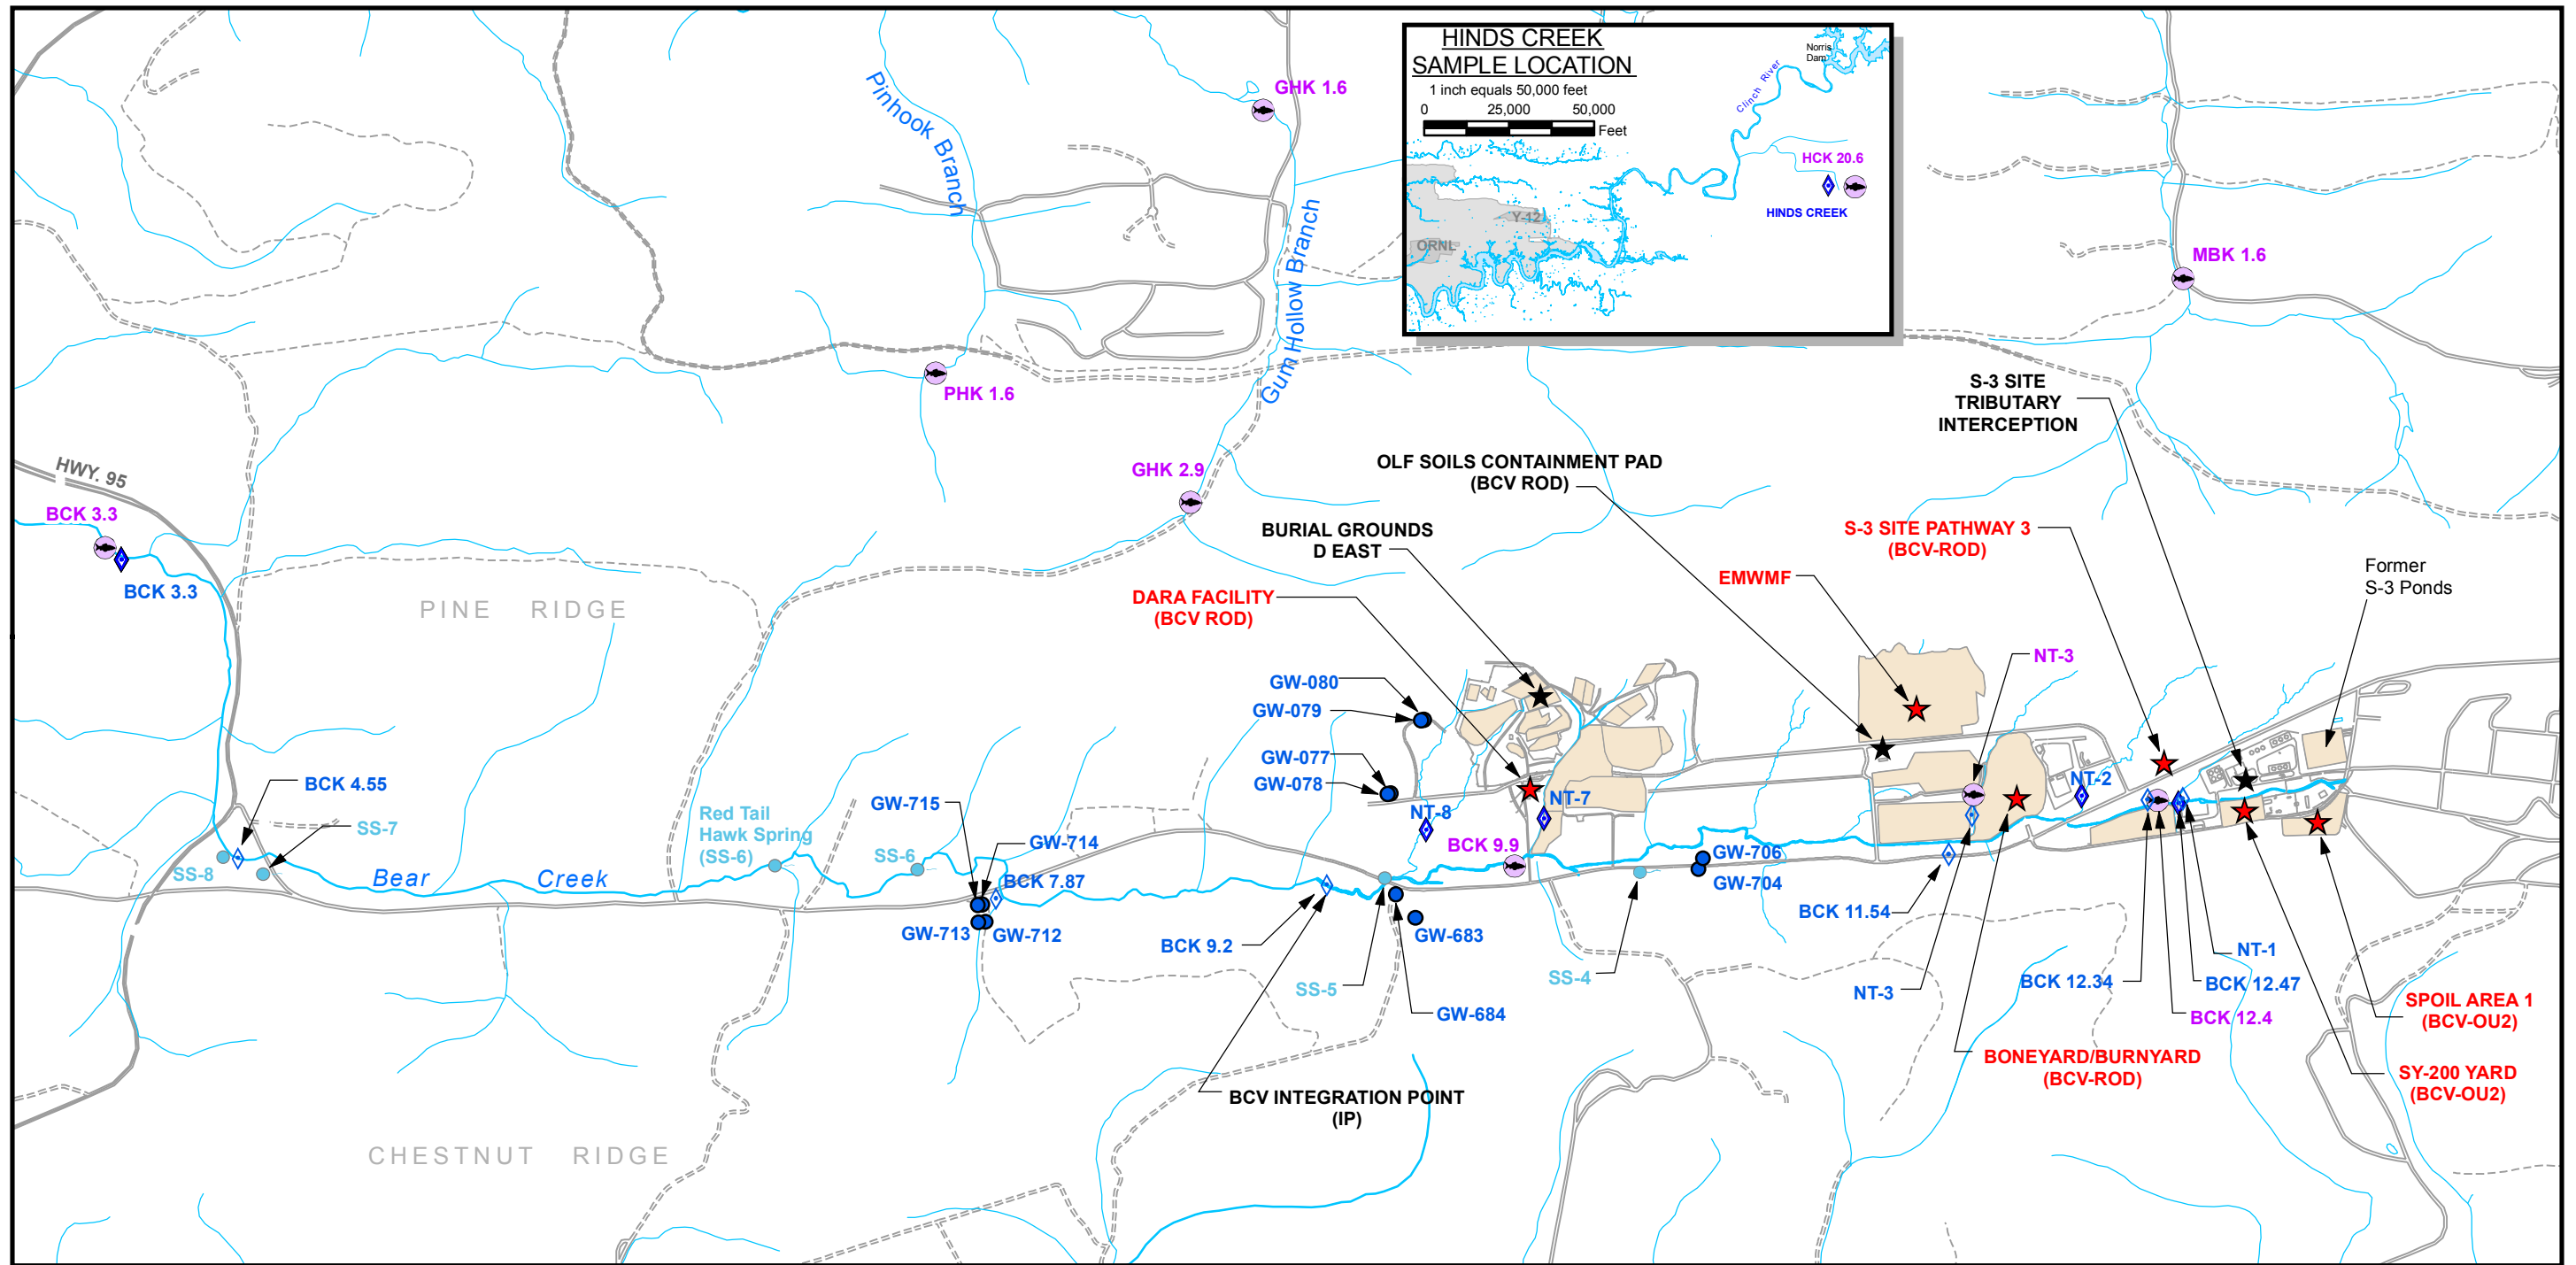 HINDS CREEK
SAMPLE LOCATION
1 inch equals 50,000 feet
0 25,000 50,000
Feet
Norris
Dam
Clinch River
HCK 20.6
HINDS CREEK
Y-12
ORNL
Pinhook Branch
GHK 1.6
Gum Hollow Branch
MBK 1.6
PHK 1.6
S-3 SITE
TRIBUTARY
INTERCEPTION
HWY. 95
GHK 2.9
OLF SOILS CONTAINMENT PAD
(BCV ROD)
BCK 3.3
BCK 3.3
BURIAL GROUNDS
D EAST
S-3 SITE PATHWAY 3
(BCV-ROD)
EMWMF
Former
S-3 Ponds
PINE RIDGE
DARA FACILITY
(BCV ROD)
NT-3
GW-080
GW-079
GW-077
GW-078
BCK 4.55
SS-7
SS-8
Red Tail
Hawk Spring
(SS-6)
GW-715
GW-714
SS-6
BCK 7.87
NT-8
NT-7
NT-2
BCK 9.9
GW-706
GW-704
Bear Creek
GW-713
GW-712
BCK 9.2
GW-683
SS-5
GW-684
SS-4
BCK 11.54
NT-3
BCK 12.34
NT-1
BCK 12.47
BCK 12.4
SPOIL AREA 1
(BCV-OU2)
BONEYARD/BURNYARD
(BCV-ROD)
SY-200 YARD
(BCV-OU2)
BCV INTEGRATION POINT
(IP)
CHESTNUT RIDGE